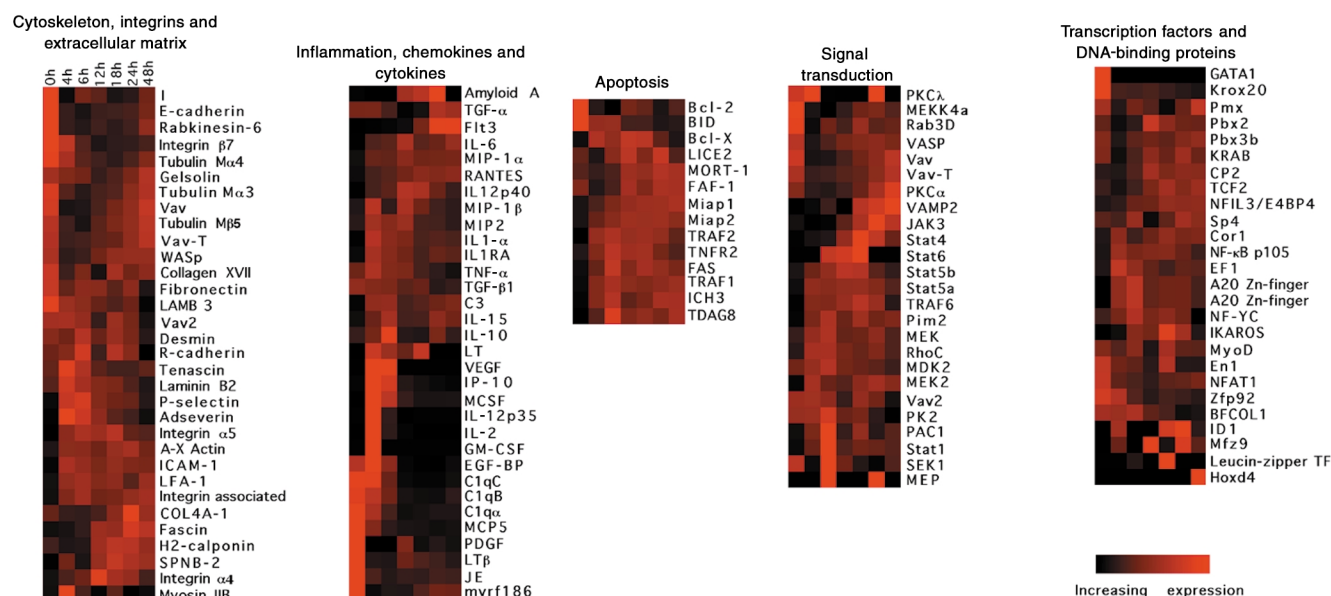 Cytoskeleton, integrins and
extracellular matrix
0h
4h
6h
12h
18h
24h
48h
I
E-cadherin
Rabkinesin-6
Integrin β7
Tubulin Mα4
Gelsolin
Tubulin Mα3
Vav
Tubulin Mβ5
Vav-T
WASp
Collagen XVII
Fibronectin
LAMB 3
Vav2
Desmin
R-cadherin
Tenascin
Laminin B2
P-selectin
Adseverin
Integrin α5
A-X Actin
ICAM-1
LFA-1
Integrin associated
COL4A-1
Fascin
H2-calponin
SPNB-2
Integrin α4
Myosin IIB
Inflammation, chemokines and
cytokines
Amyloid A
TGF-α
Flt3
IL-6
MIP-1α
RANTES
IL12p40
MIP-1β
MIP2
IL1-α
IL1RA
TNF-α
TGF-β1
C3
IL-15
IL-10
LT
VEGF
IP-10
MCSF
IL-12p35
IL-2
GM-CSF
EGF-BP
C1qC
C1qB
C1qα
MCP5
PDGF
LTβ
JE
myrf186
Apoptosis
Bcl-2
BID
Bcl-X
LICE2
MORT-1
FAF-1
Miap1
Miap2
TRAF2
TNFR2
FAS
TRAF1
ICH3
TDAG8
Signal
transduction
PKCλ
MEKK4a
Rab3D
VASP
Vav
Vav-T
PKCα
VAMP2
JAK3
Stat4
Stat6
Stat5b
Stat5a
TRAF6
Pim2
MEK
RhoC
MDK2
MEK2
Vav2
PK2
PAC1
Stat1
SEK1
MEP
Transcription factors and
DNA-binding proteins
GATA1
Krox20
Pmx
Pbx2
Pbx3b
KRAB
CP2
TCF2
NFIL3/E4BP4
Sp4
Cor1
NF-κB p105
EF1
A20 Zn-finger
A20 Zn-finger
NF-YC
IKAROS
MyoD
En1
NFAT1
Zfp92
BFCOL1
ID1
Mfz9
Leucin-zipper TF
Hoxd4
Increasing expression